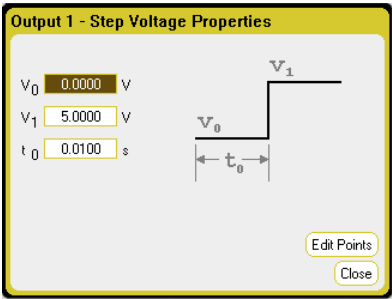 Output 1 - Step Voltage Properties
V0 0.0000 V
V1 5.0000 V
t0 0.0100 s
V1
V0
t0
Edit Points
Close